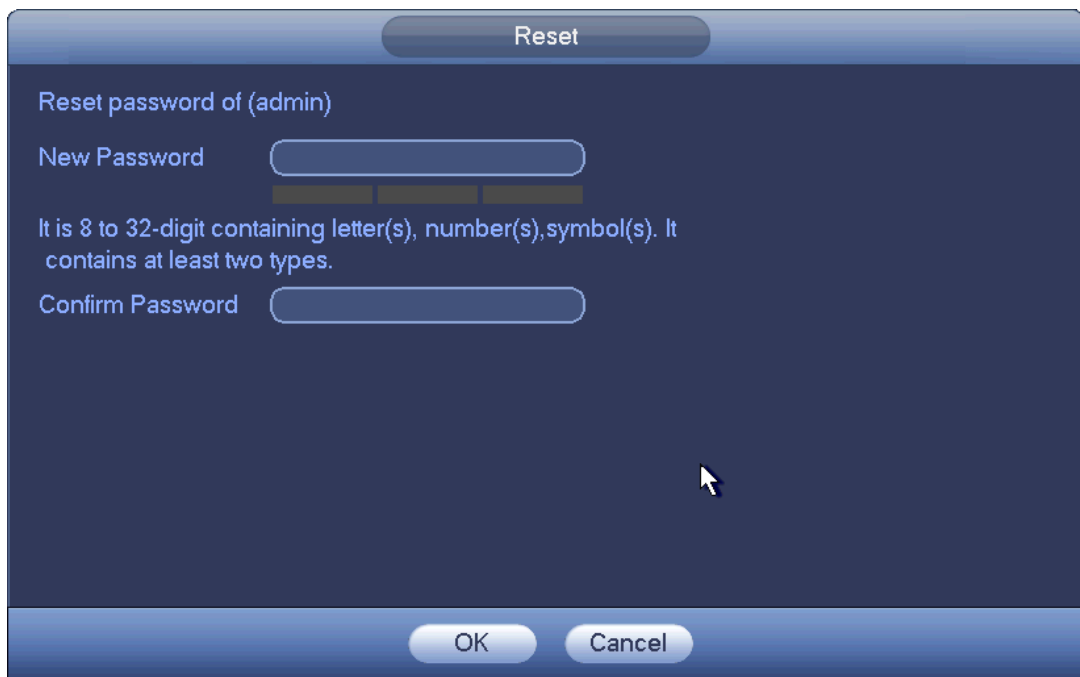 Reset
Reset password of (admin)
New Password
It is 8 to 32-digit containing letter(s), number(s),symbol(s). It
contains at least two types.
Confirm Password
OK
Cancel